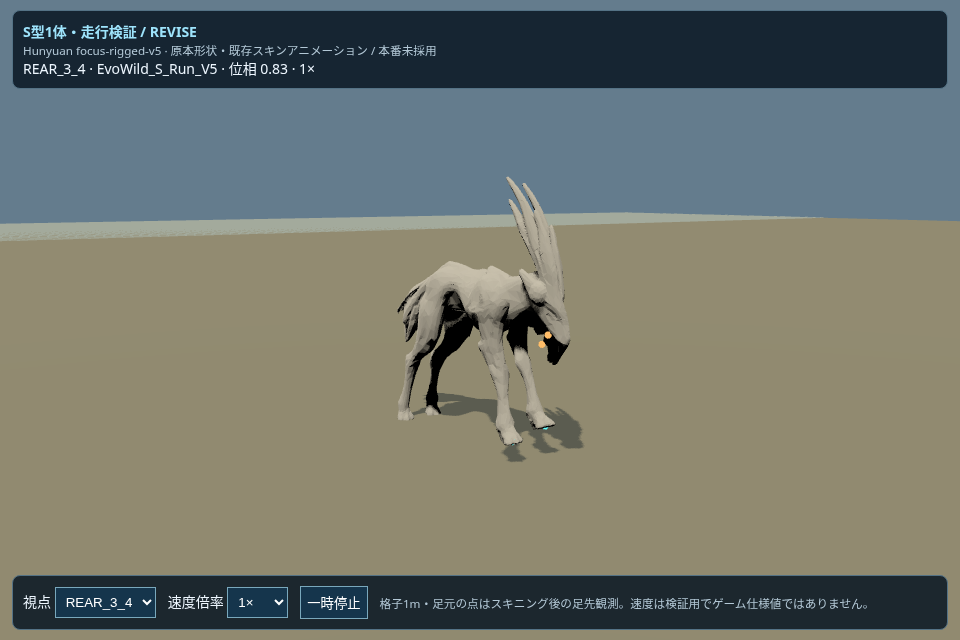 S型1体・走行検証 / REVISE
Hunyuan focus-rigged-v5 · 原本形状・既存スキンアニメーション / 本番未採用
REAR_3_4 · EvoWild_S_Run_V5 · 位相 0.83 · 1×
視点 REAR_3_4 速度倍率 1× 一時停止 格子1m・足元の点はスキニング後の足先観測。速度は検証用でゲーム仕様値ではありません。